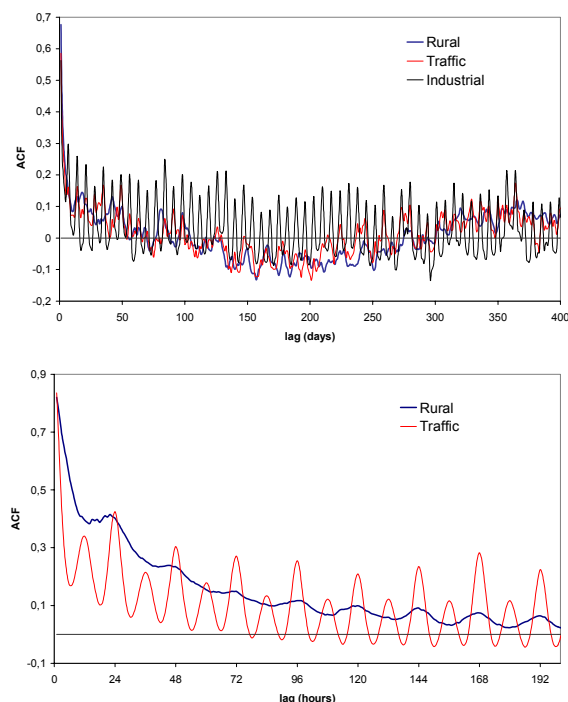 0,7
Rural
0,6
Traffic
0,5
Industrial
0,4
ACF
0,3
0,2
0,1
0
-0,1
-0,2
0 50 100 150 200 250 300 350 400
lag (days)
0,9
Rural
Traffic
0,7
0,5
ACF
0,3
0,1
-0,1
0 24 48 72 96 120 144 168 192
lag (hours)